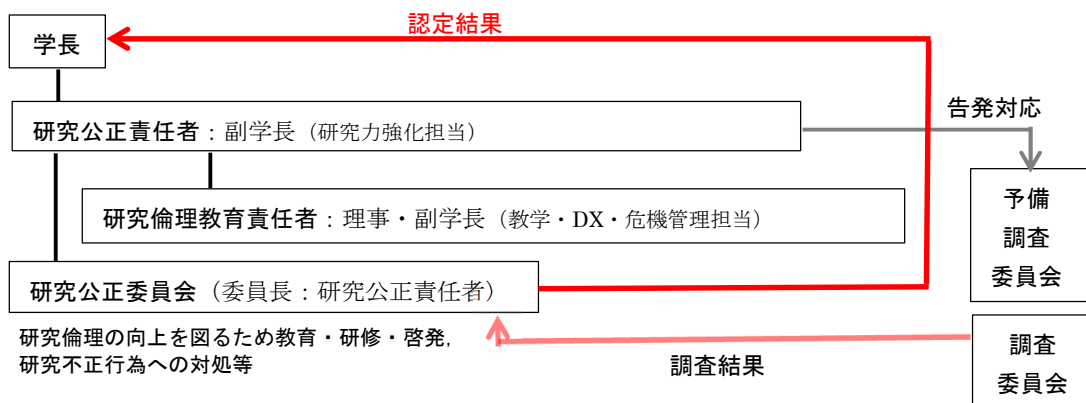 認定結果
学長
告発対応
研究公正責任者：副学長（研究力強化担当）
予備
調査
委員会
研究倫理教育責任者：理事・副学長（教学・DX・危機管理担当）
研究公正委員会（委員長：研究公正責任者）
研究倫理の向上を図るため教育・研修・啓発,
研究不正行為への対処等
調査結果
調査
委員会